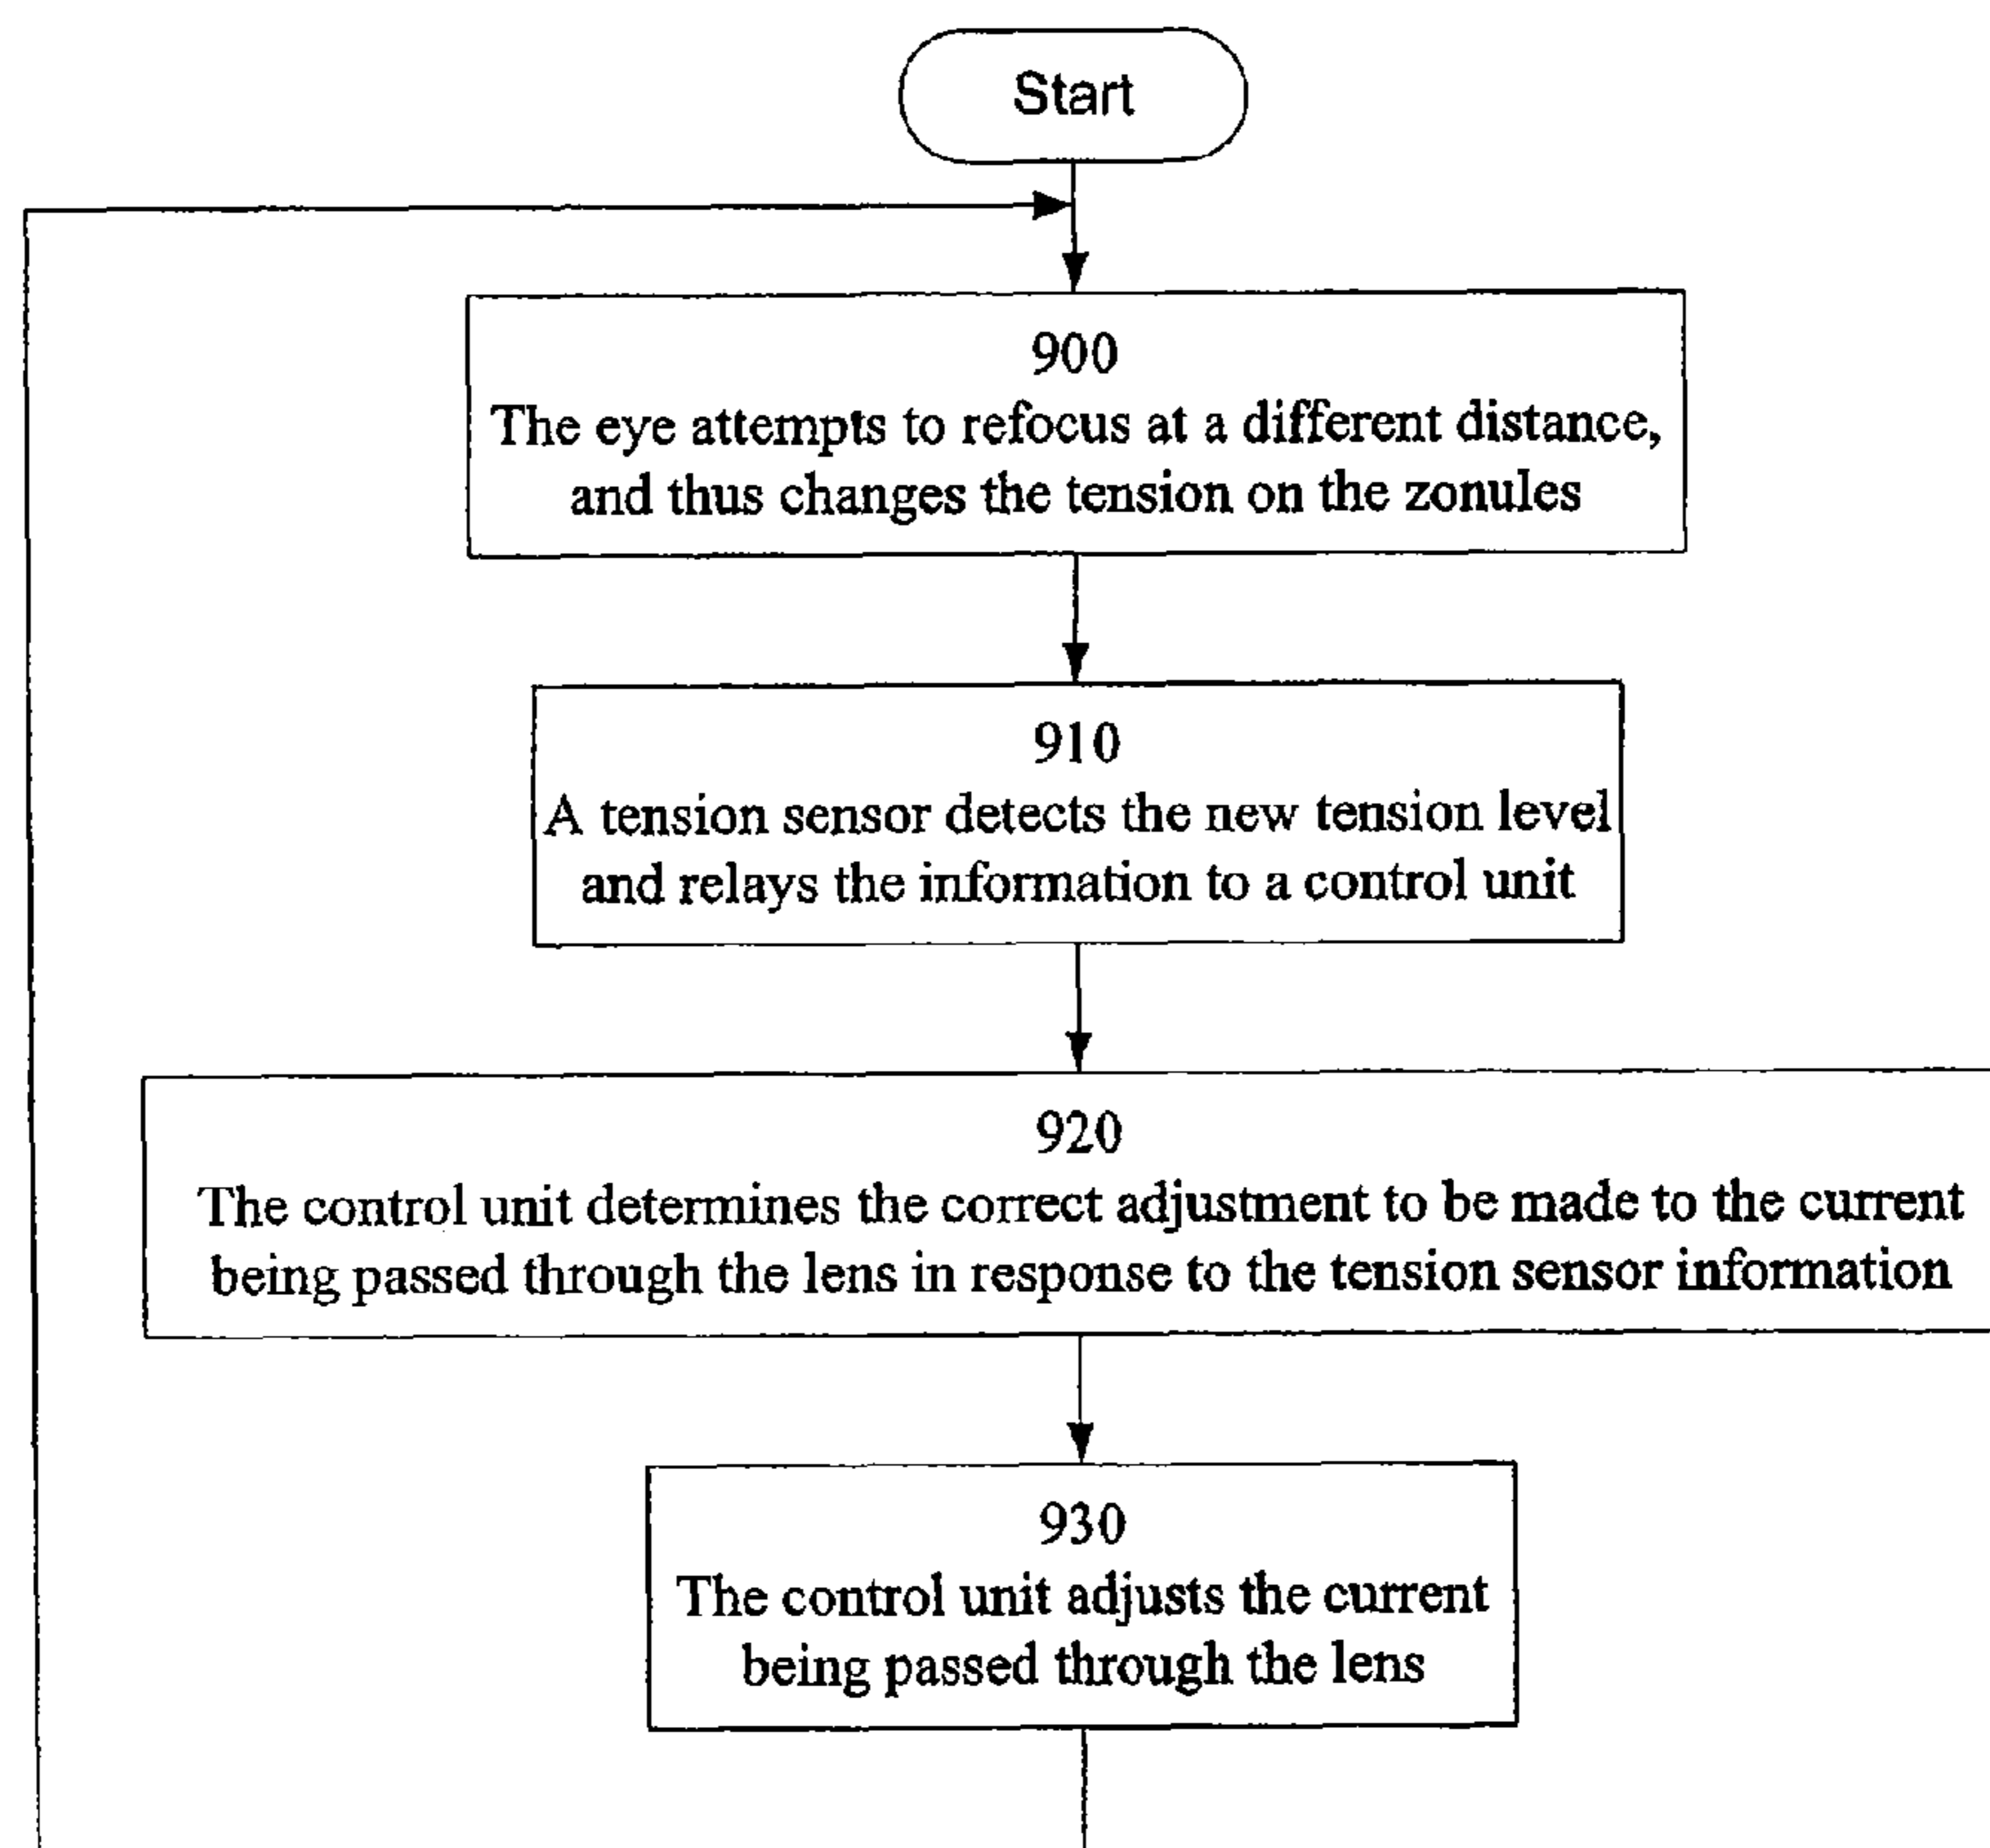 Start
900
The eye attempts to refocus at a different distance,
and thus changes the tension on the zonules
910
A tension sensor detects the new tension level
and relays the information to a control unit
920
The control unit determines the correct adjustment to be made to the current
being passed through the lens in response to the tension sensor information
930
The control unit adjusts the current
being passed through the lens